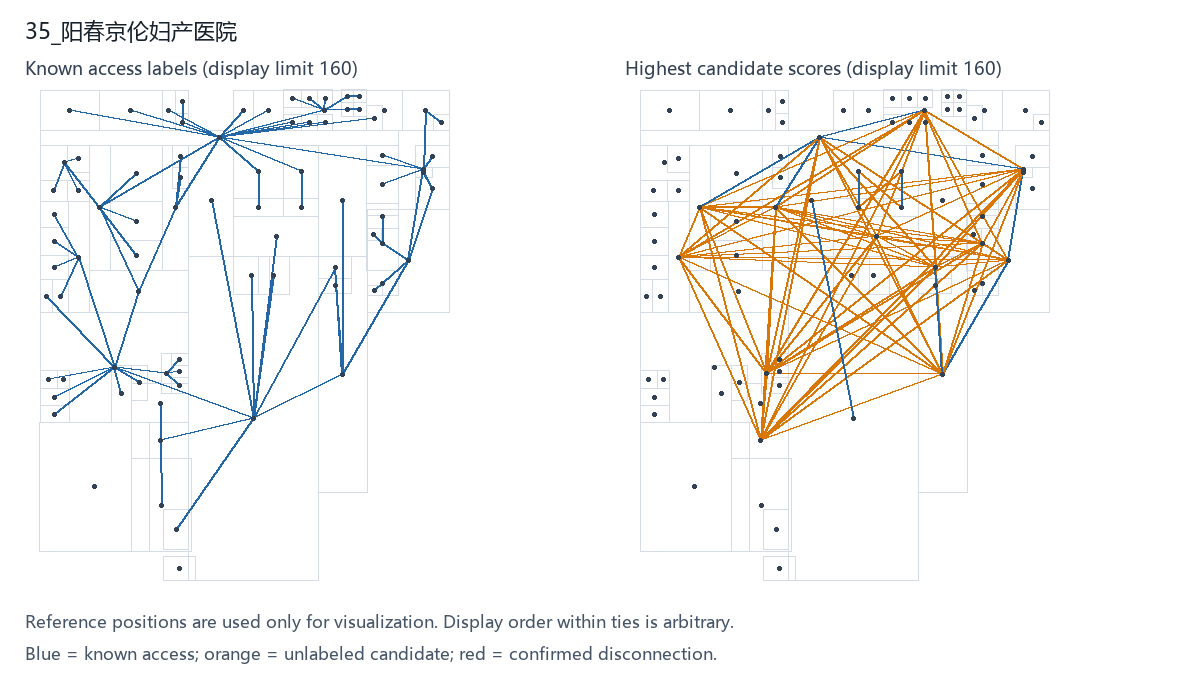 35_阳春京伦妇产医院
Known access labels (display limit 160)
Highest candidate scores (display limit 160)
Reference positions are used only for visualization. Display order within ties is arbitrary.
Blue = known access; orange = unlabeled candidate; red = confirmed disconnection.